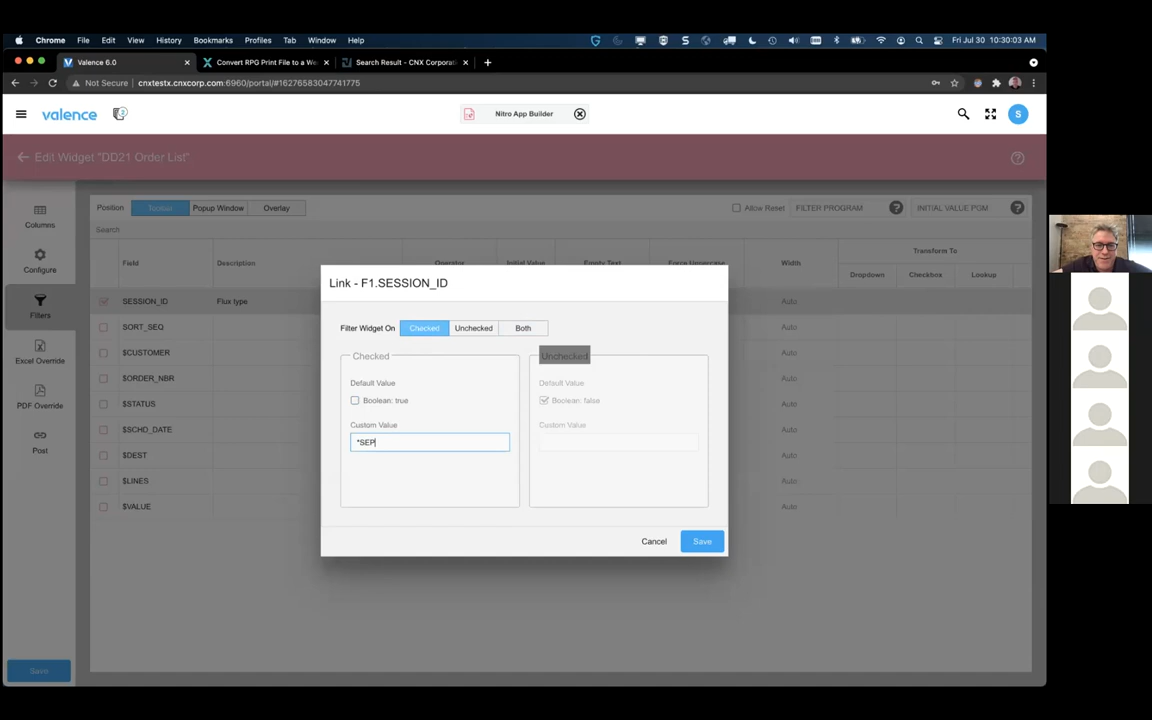 Chrome File Edit View History Bookmarks Profiles Tab Window Help
Fri Jul 30 10:30:03 AM
Valence 6.0
Convert RPG Print File to a We
Search Result - CNX Corporati
Not Secure cnxtestx.cnxcorp.com:6090/portal/#16276583047741775
valence
Nitro App Builder
S
Edit Widget "DD21 Order List"
Columns
Configure
Filters
Excel Override
PDF Override
Post
Save
Position Toolbar Popup Window Overlay
Allow Reset FILTER PROGRAM INITIAL VALUE PGM
Search
Field Description Operator Initial Value Empty Text Force Uppercase Width
Transform To
Dropdown Checkbox Lookup
SESSION_ID Flux type Auto
SORT_SEQ Auto
$CUSTOMER Auto
$ORDER_NBR Auto
$STATUS Auto
$SCHD_DATE Auto
$DEST Auto
$LINES Auto
$VALUE Auto
Link - F1.SESSION_ID
Filter Widget On Checked Unchecked Both
Checked
Default Value
Boolean: true
Custom Value
*SEP
Unchecked
Default Value
Boolean: false
Custom Value
Cancel Save